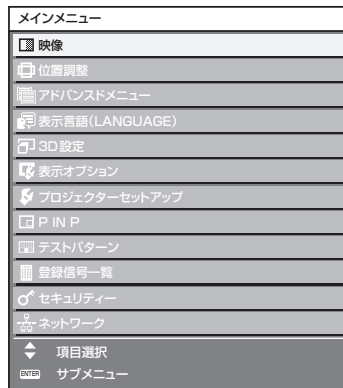 メインメニュー
映像
位置調整
アドバンスドメニュー
表示言語(LANGUAGE)
3D設定
表示オプション
プロジェクターセットアップ
P IN P
テストパターン
登録信号一覧
セキュリティー
ネットワーク
項目選択
ENTER サブメニュー